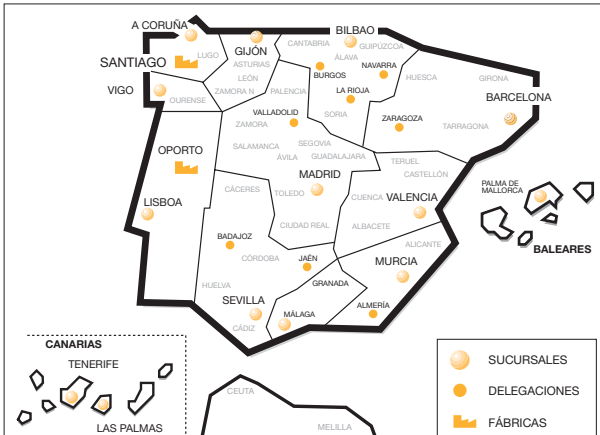 A CORUÑA
LUGO
GIJÓN
ASTURIAS
CANTABRIA
BILBAO
GUIPÚZCOA
ÁLAVA
SANTIAGO
LEÓN
BURGOS
NAVARRA
HUESCA
GIRONA
VIGO
OURENSE
ZAMORA N
PALENCIA
LA RIOJA
BARCELONA
VALLADOLID
SORIA
ZARAGOZA
TARRAGONA
ZAMORA
SALAMANCA
SEGOVIA
ÁVILA
GUADALAJARA
OPORTO
TERUEL
CASTELLÓN
MADRID
CÁCERES
TOLEDO
CUENCA
VALENCIA
PALMA DE
MALLORCA
LISBOA
CIUDAD REAL
ALBACETE
BADAJOZ
CÓRDOBA
JAÉN
ALICANTE
BALEARES
MURCIA
HUELVA
GRANADA
SEVILLA
CÁDIZ
MÁLAGA
ALMERÍA
CANARIAS
TENERIFE
LAS PALMAS
CEUTA
MELILLA
SUCURSALES
DELEGACIONES
FÁBRICAS